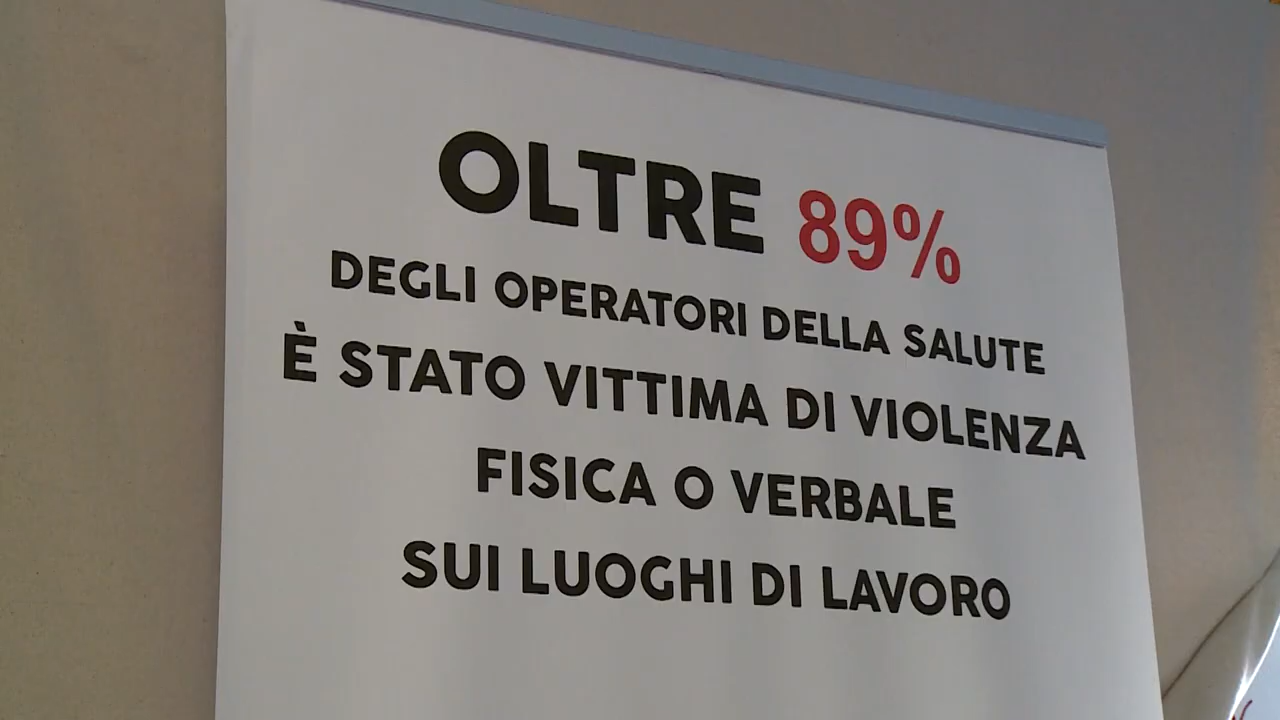 OLTRE 89%
DEGLI OPERATORI DELLA SALUTE
È STATO VITTIMA DI VIOLENZA
FISICA O VERBALE
SUI LUOGHI DI LAVORO